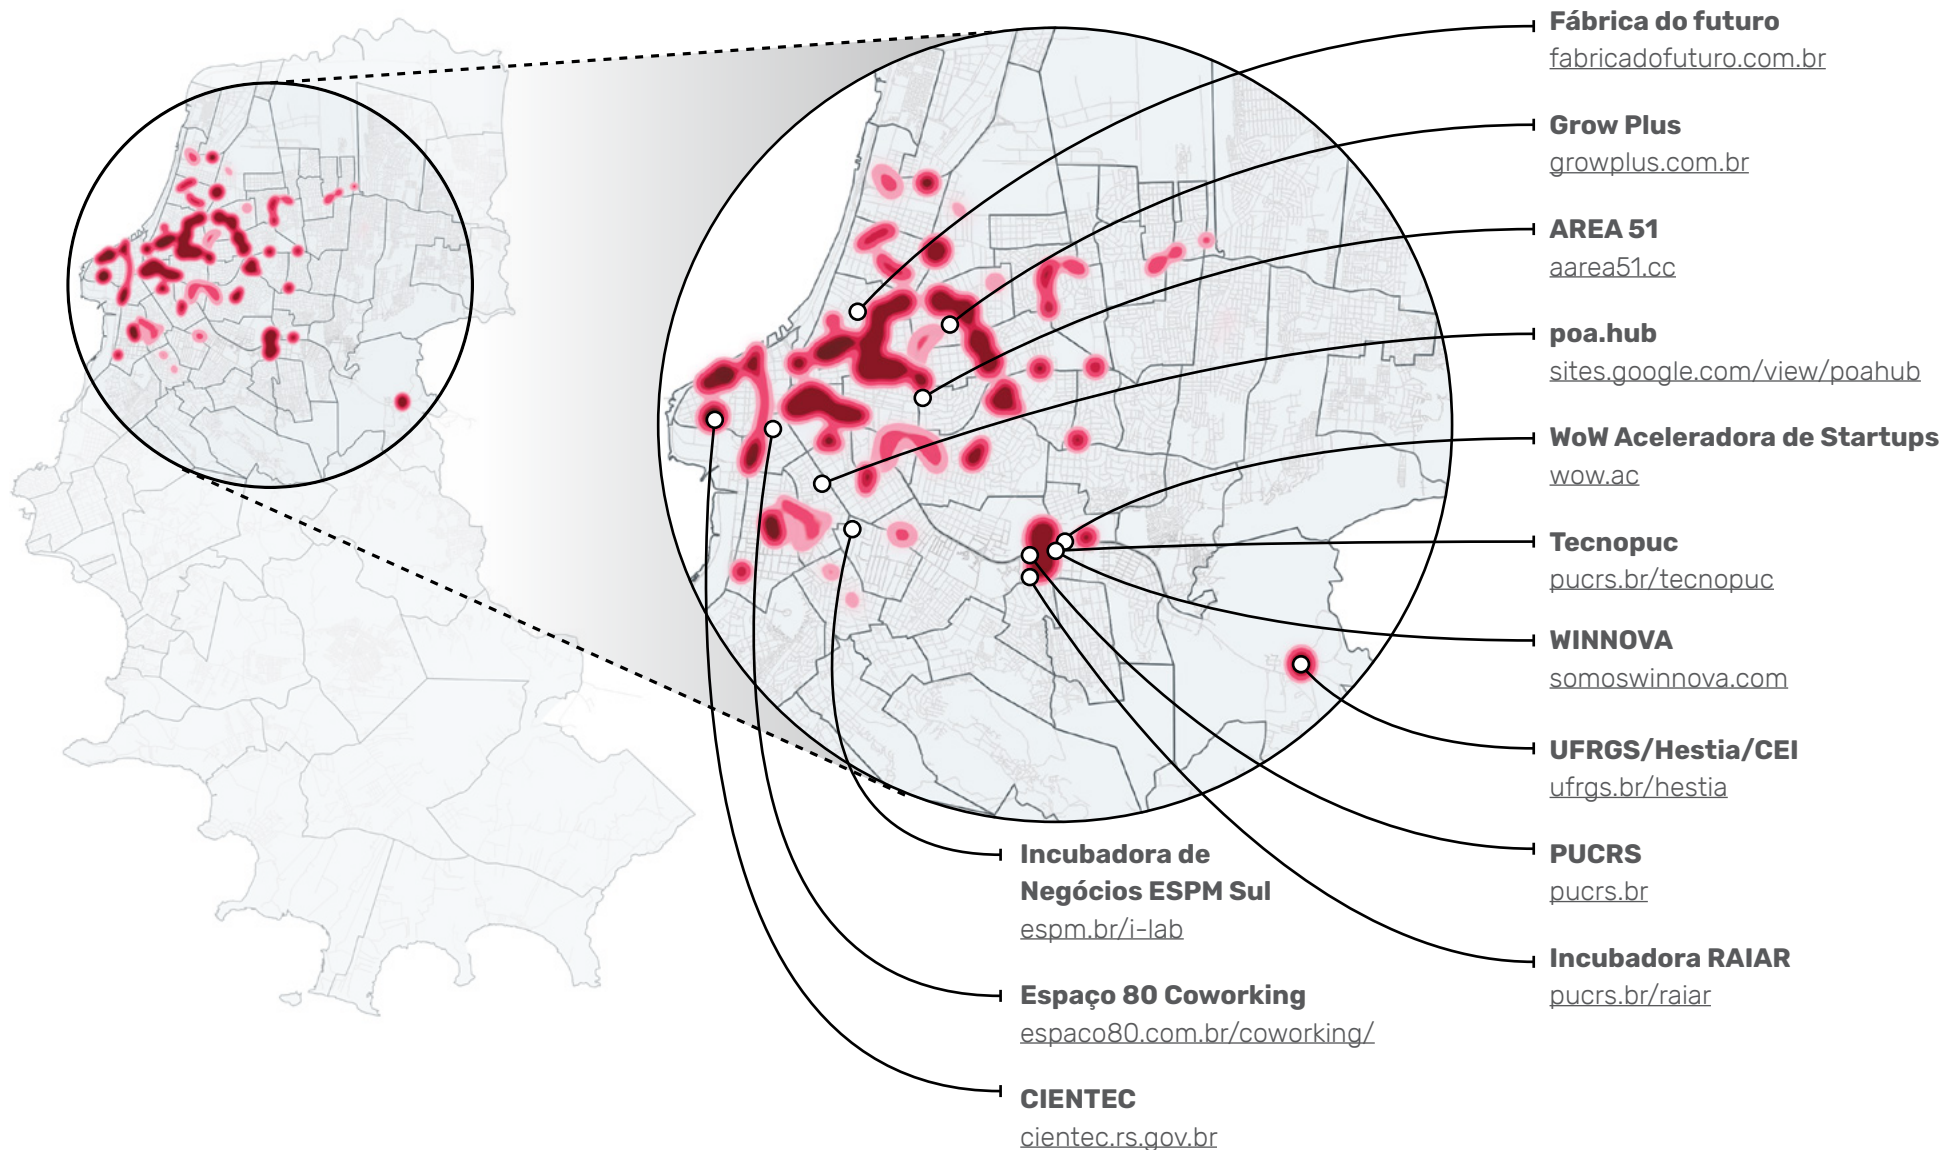 Fábrica do futuro
fabricadofuturo.com.br
Grow Plus
growplus.com.br
AREA 51
aarea51.cc
poa.hub
sites.google.com/view/poahub
WoW Aceleradora de Startups
wow.ac
Tecnopuc
pucrs.br/tecnopuc
WINNOVA
somoswinnova.com
UFRGS/Hestia/CEI
ufrgs.br/hestia
PUCRS
pucrs.br
Incubadora RAIAR
pucrs.br/raiar
Incubadora de
Negócios ESPM Sul
espm.br/i-lab
Espaço 80 Coworking
espaco80.com.br/coworking/
CIENTEC
cientec.rs.gov.br